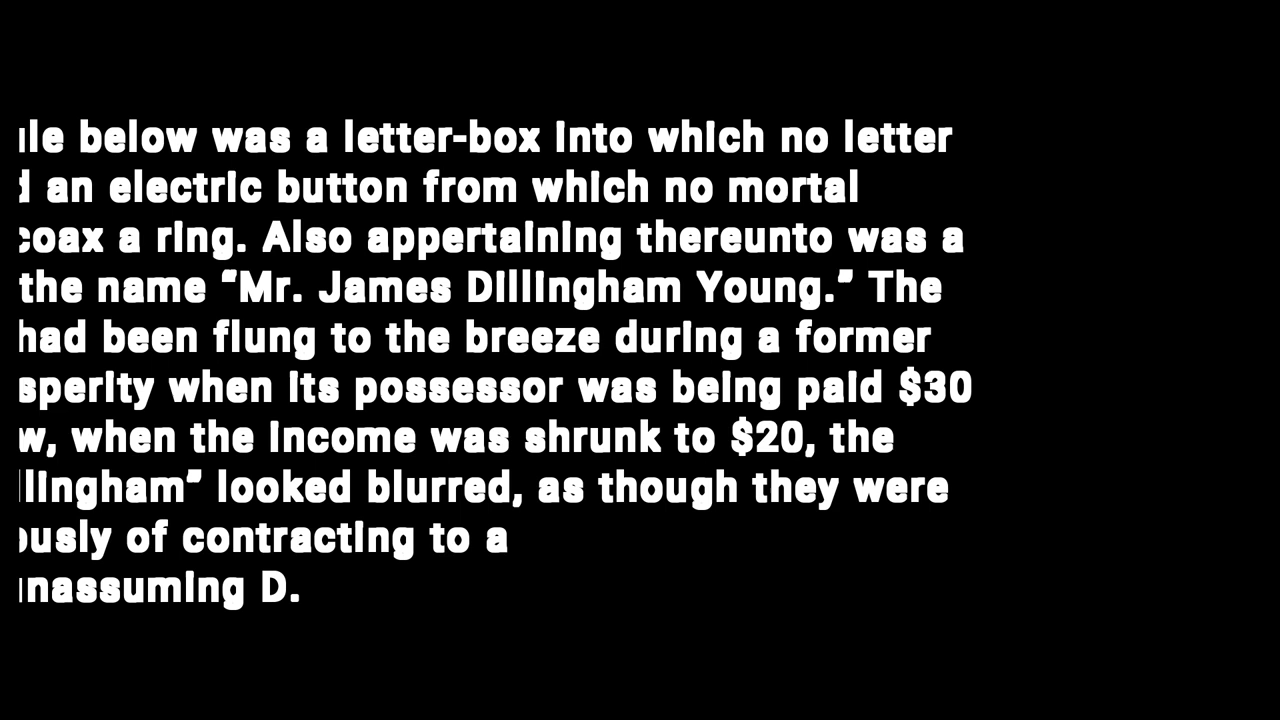 below was a letter-box into which no letter
an electric button from which no mortal
a ring. Also appertaining thereunto was a
the name “Mr. James Dillingham Young.” The
had been flung to the breeze during a former
sperity when its possessor was being paid $30
w, when the income was shrunk to $20, the
llingham” looked blurred, as though they were
ously of contracting to a
nassuming D.